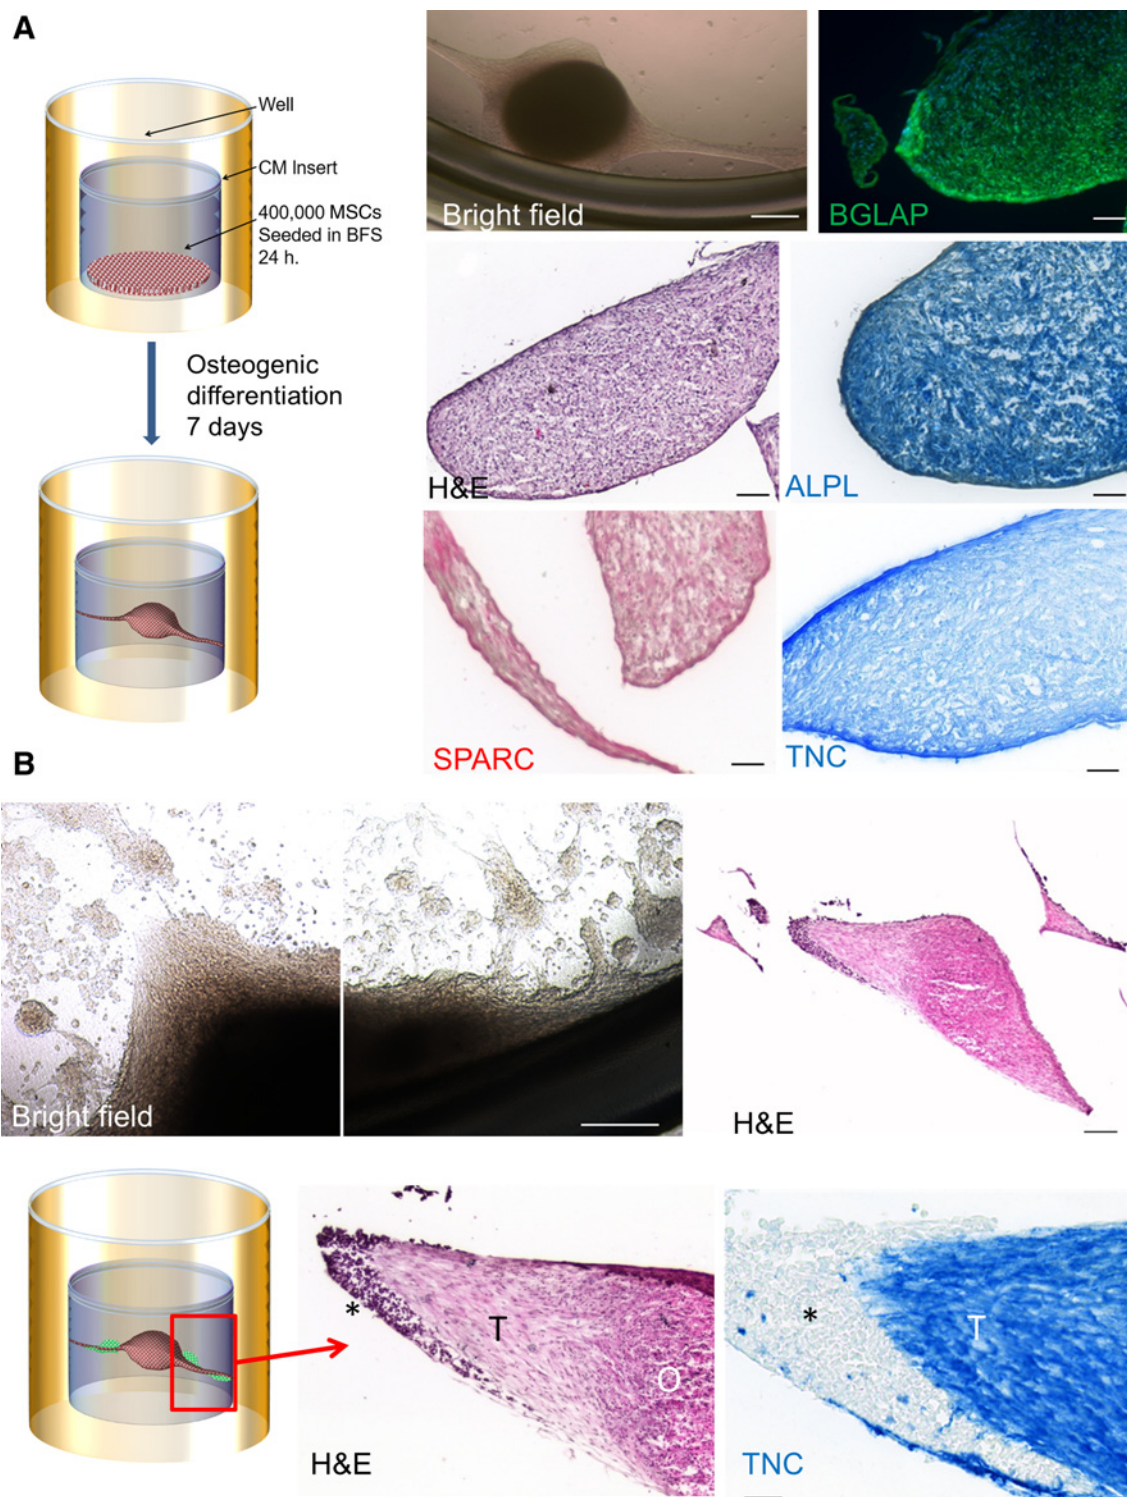 A
Well
CM Insert
400,000 MSCs
Seeded in BFS
24 h.
Osteogenic
differentiation
7 days
Bright field
BGLAP
H&E
ALPL
SPARC
TNC
B
Bright field
H&E
*
T
O
H&E
*
T
TNC